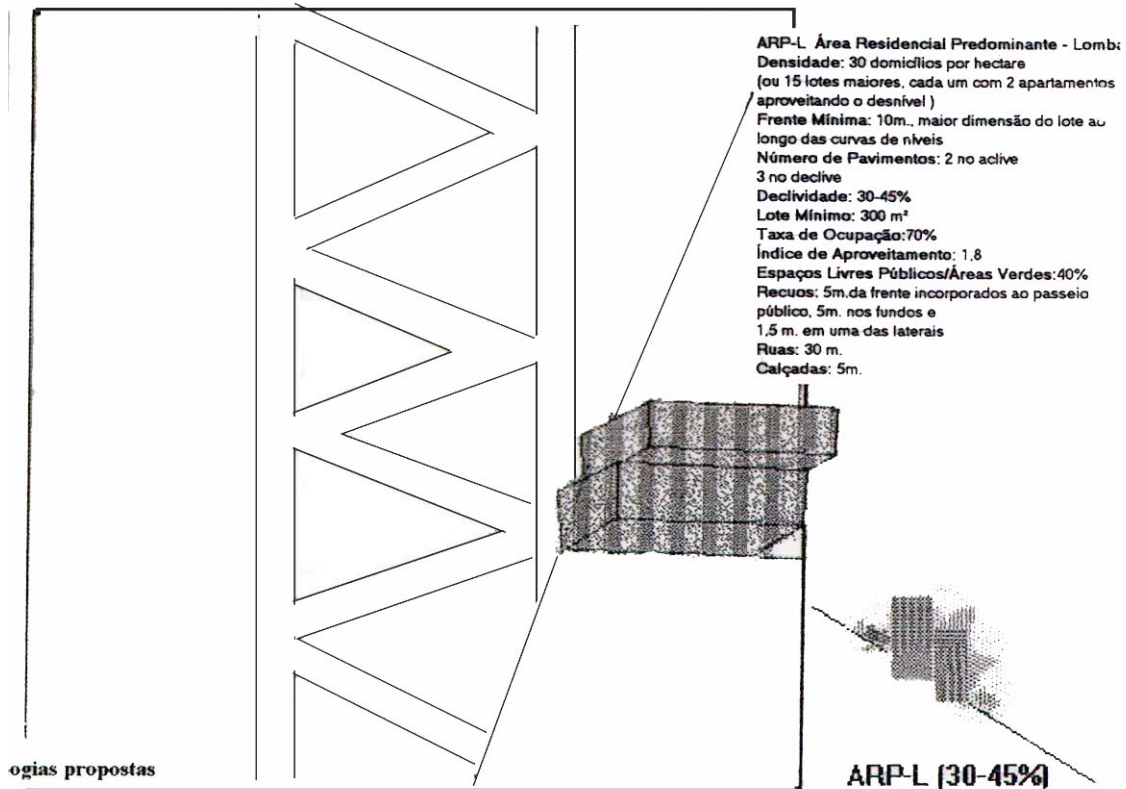 ARP-L Área Residencial Predominante - Lomba
Densidade: 30 domicílios por hectare
(ou 15 lotes maiores, cada um com 2 apartamentos
aproveitando o desnível )
Frente Mínima: 10m., maior dimensão do lote ao
longo das curvas de níveis
Número de Pavimentos: 2 no aclive
3 no declive
Declividade: 30-45%
Lote Mínimo: 300 m²
Taxa de Ocupação:70%
Índice de Aproveitamento: 1,8
Espaços Livres Públicos/Áreas Verdes:40%
Recuos: 5m.da frente incorporados ao passeio
público, 5m. nos fundos e
1,5 m. em uma das laterais
Ruas: 30 m.
Calçadas: 5m.
ogias propostas
ARP-L (30-45%)